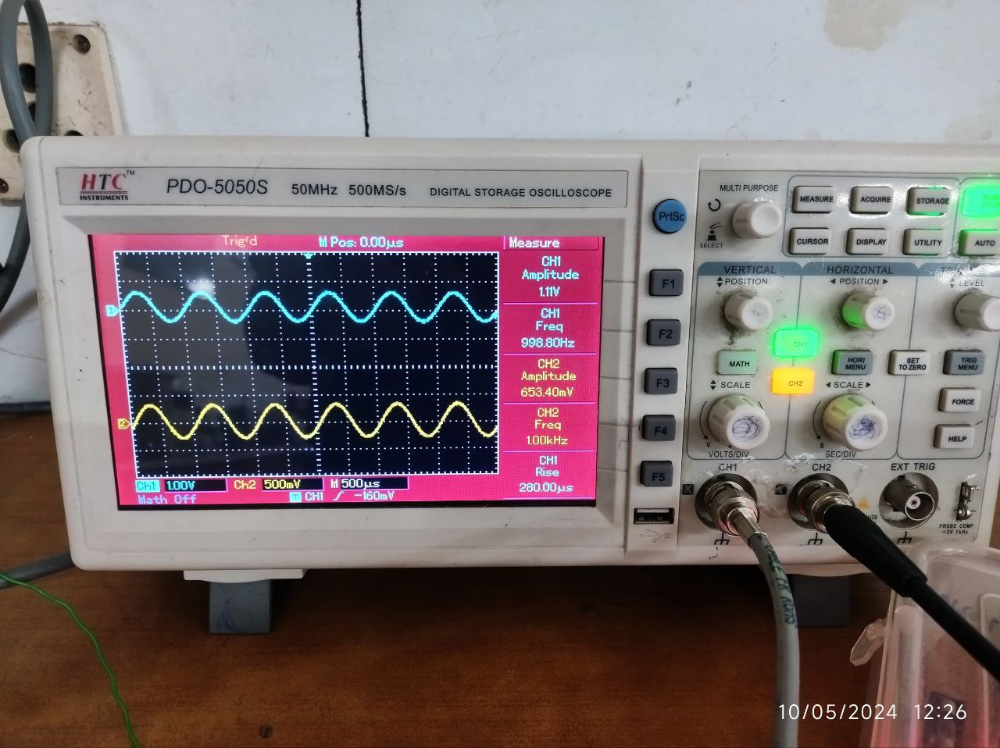 HTC™
INSTRUMENTS
PDO-5050S
50MHz 500MS/s
DIGITAL STORAGE OSCILLOSCOPE
Trig'd
M Pos: 0.00μs
Measure
CH1
Amplitude
1.11V
CH1
Freq
998.80Hz
CH2
Amplitude
653.40mV
CH2
Freq
1.00kHz
CH1
Rise
280.00μs
1
2
Ch1 1.00V
Ch2 500mV
M 500μs
Math Off
T CH1 -160mV
PrtSc
F1
F2
F3
F4
F5
MULTI PURPOSE
SELECT
MEASURE
ACQUIRE
STORAGE
CURSOR
DISPLAY
UTILITY
AUTO
VERTICAL
HORIZONTAL
POSITION
POSITION
LEVEL
CH1
MATH
CH2
HORI
MENU
SET
TO ZERO
TRIG
MENU
SCALE
SCALE
FORCE
HELP
V
VOLTS/DIV
S
SEC/DIV
CH1
CH2
EXT TRIG
X
PROBE COMP
≈3V 1kHz
10/05/2024 12:26